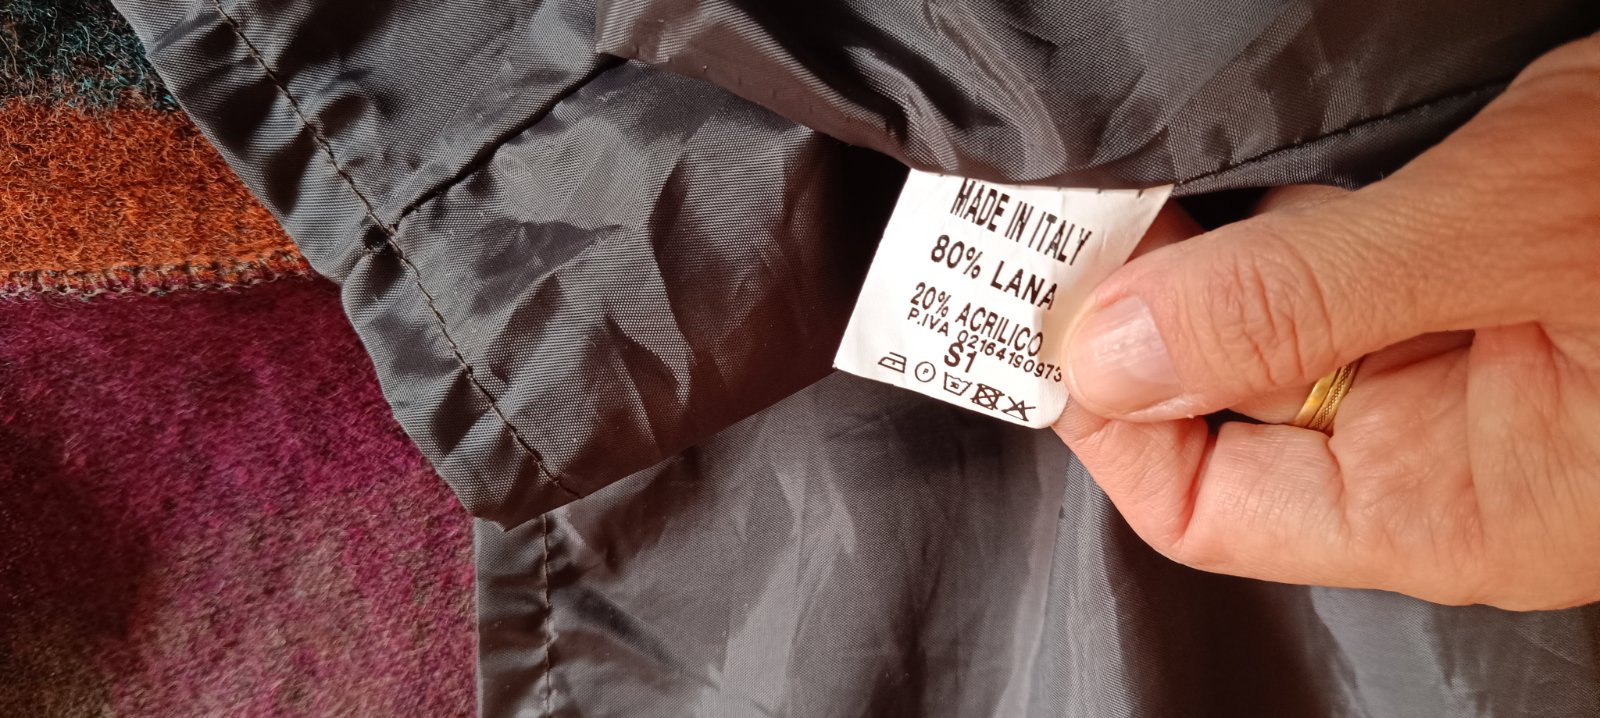 MADE IN ITALY
80% LANA
20% ACRILICO
P.IVA 02164190973
S1
P